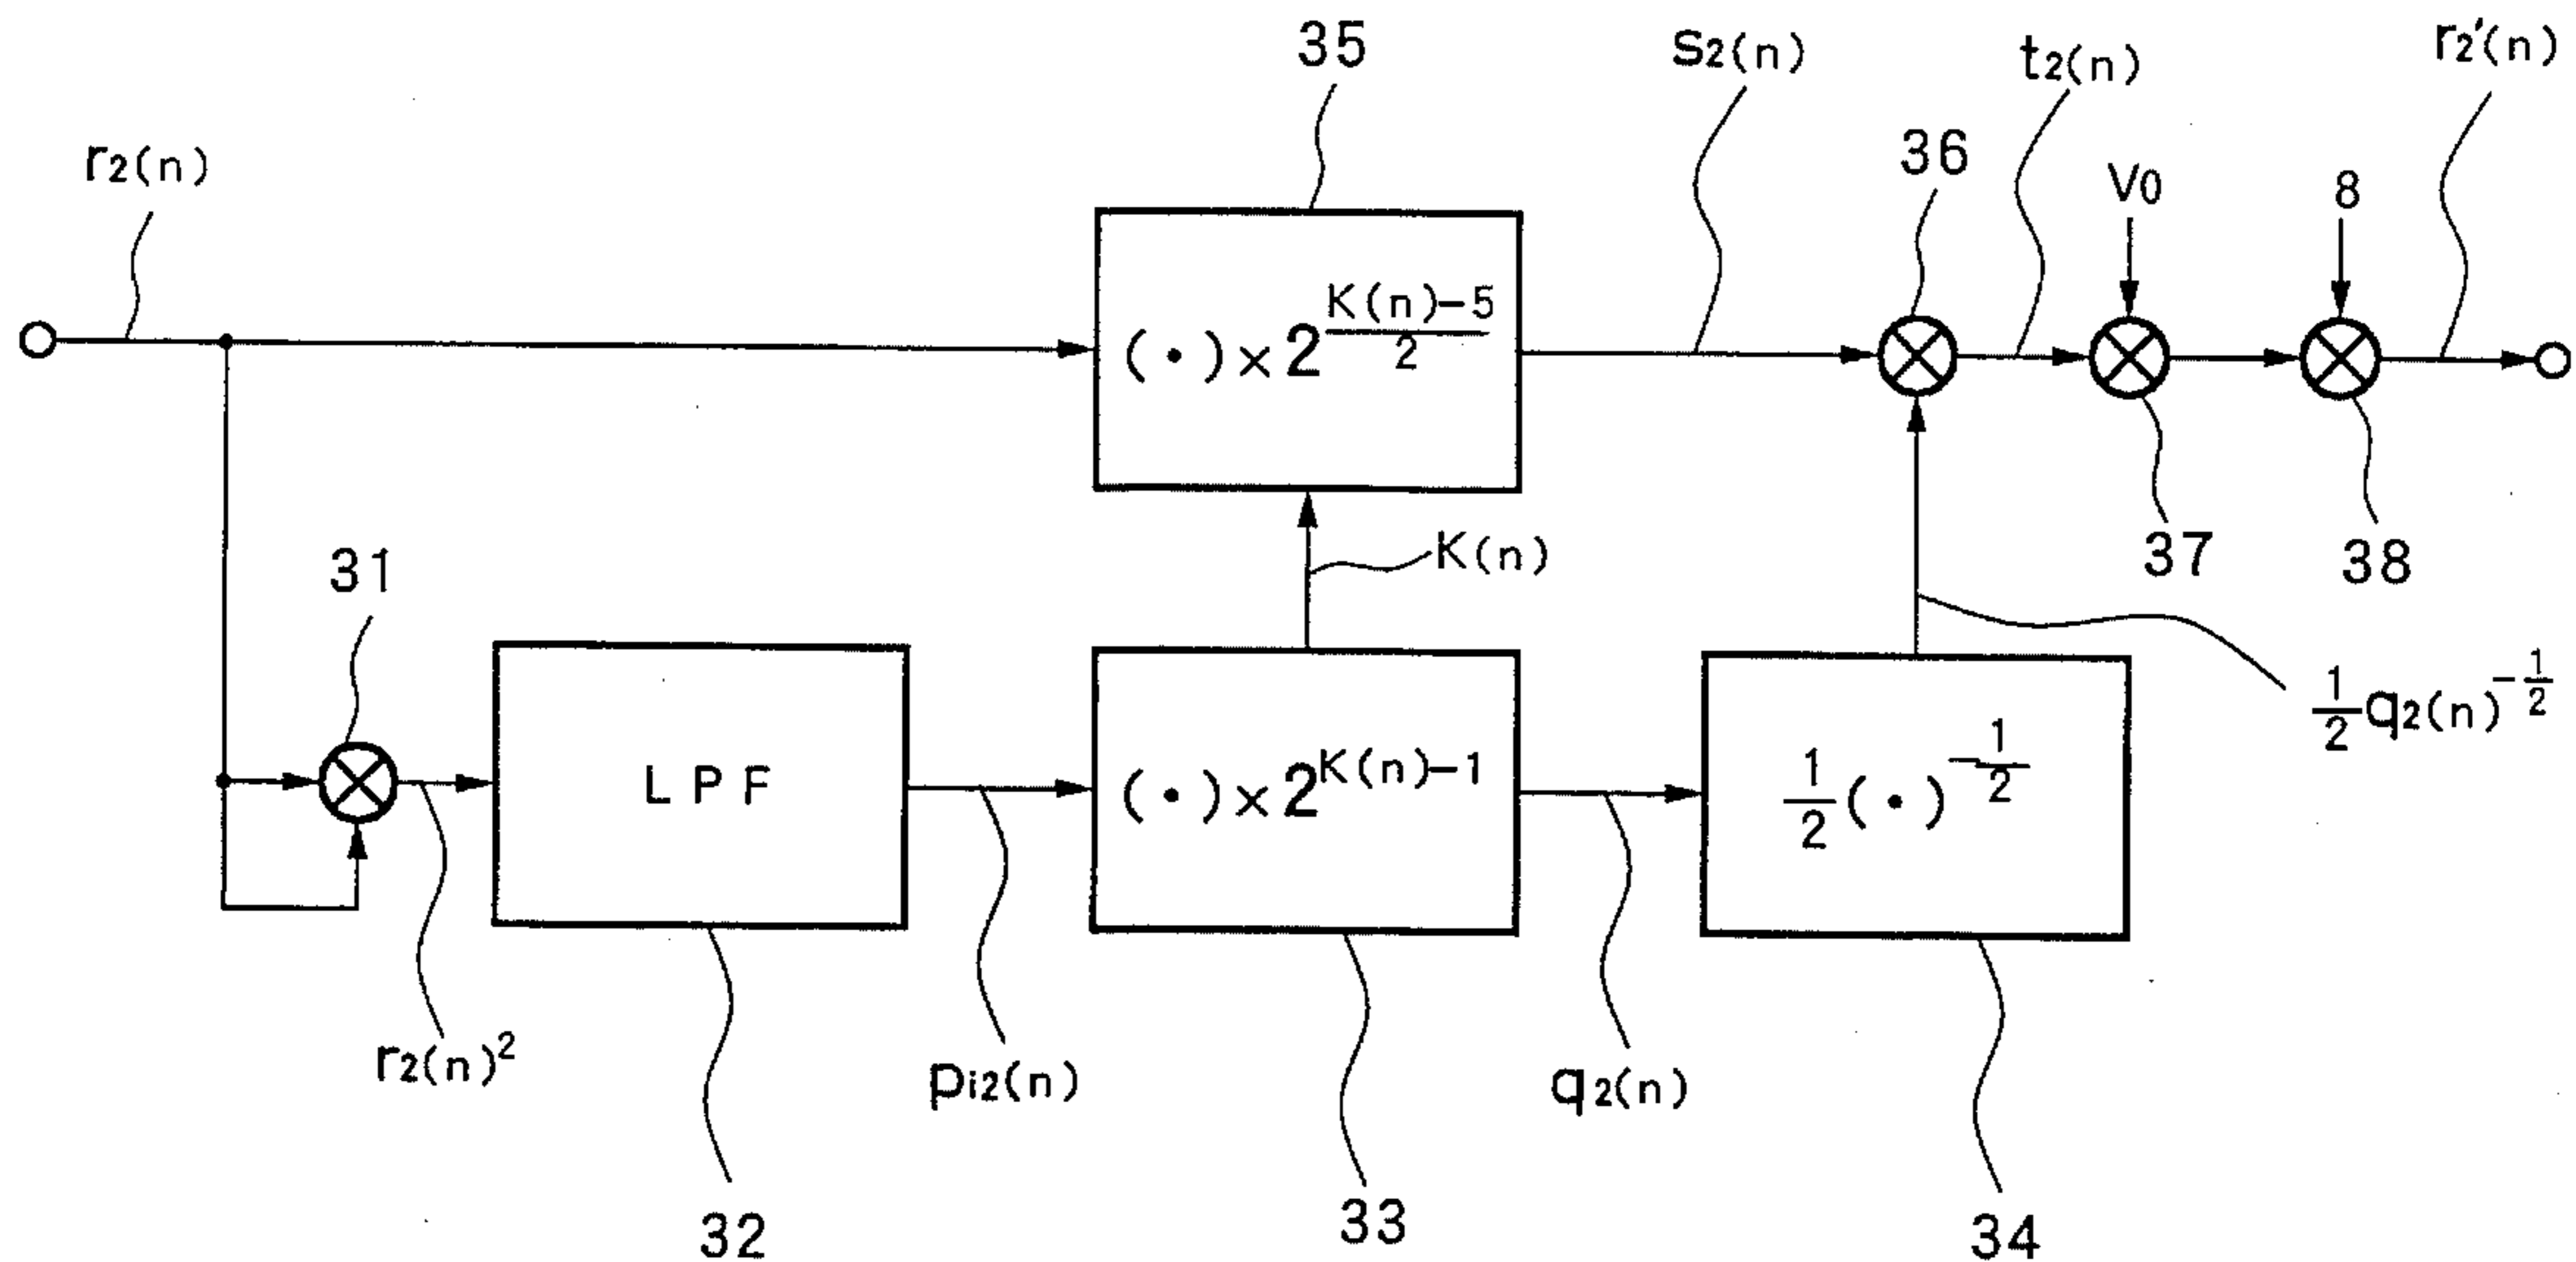 35
s₂(n)
t₂(n)
r₂'(n)
r₂(n)
36
V0
8
(·)×2^{(K(n)-5)/2}
37
38
K(n)
31
LPF
(·)×2^{K(n)-1}
1/2(·)^{-1/2}
1/2 q₂(n)^{-1/2}
r₂(n)²
pi₂(n)
q₂(n)
32
33
34